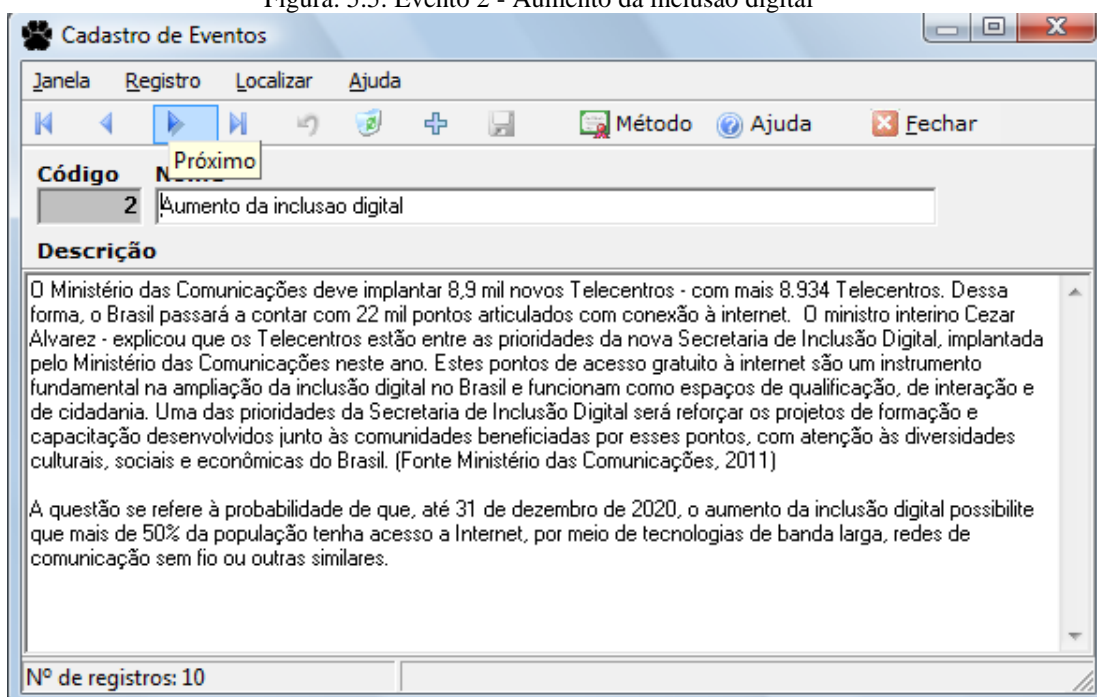 Figura. 5.5. Evento 2 - Aumento da inclusão digital
Cadastro de Eventos
Janela Registro Localizar Ajuda
Método Ajuda Fechar
Próximo
Código
2 Aumento da inclusao digital
Descrição
O Ministério das Comunicações deve implantar 8,9 mil novos Telecentros - com mais 8.934 Telecentros. Dessa
forma, o Brasil passará a contar com 22 mil pontos articulados com conexão à internet. O ministro interino Cezar
Alvarez - explicou que os Telecentros estão entre as prioridades da nova Secretaria de Inclusão Digital, implantada
pelo Ministério das Comunicações neste ano. Estes pontos de acesso gratuito à internet são um instrumento
fundamental na ampliação da inclusão digital no Brasil e funcionam como espaços de qualificação, de interação e
de cidadania. Uma das prioridades da Secretaria de Inclusão Digital será reforçar os projetos de formação e
capacitação desenvolvidos junto às comunidades beneficiadas por esses pontos, com atenção às diversidades
culturais, sociais e econômicas do Brasil. (Fonte Ministério das Comunicações, 2011)
A questão se refere à probabilidade de que, até 31 de dezembro de 2020, o aumento da inclusão digital possibilite
que mais de 50% da população tenha acesso a Internet, por meio de tecnologias de banda larga, redes de
comunicação sem fio ou outras similares.
Nº de registros: 10